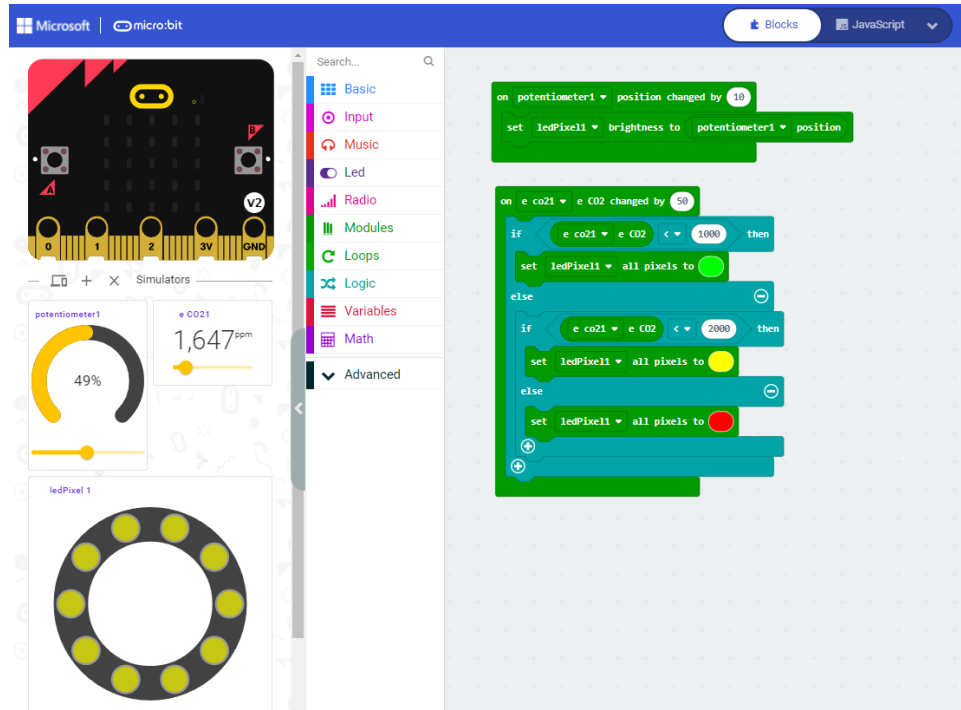 Microsoft micro:bit Blocks JavaScript
B
A
V2
0 1 2 3V GND
Simulators
potentiometer1
49%
e CO21
1,647 ppm
ledPixel 1
Search...
Basic
Input
Music
Led
Radio
Modules
Loops
Logic
Variables
Math
Advanced
on potentiometer1 position changed by 10
set ledPixel1 brightness to potentiometer1 position
on e co21 e CO2 changed by 50
if e co21 e CO2 < 1000 then
set ledPixel1 all pixels to
else
if e co21 e CO2 < 2000 then
set ledPixel1 all pixels to
else
set ledPixel1 all pixels to